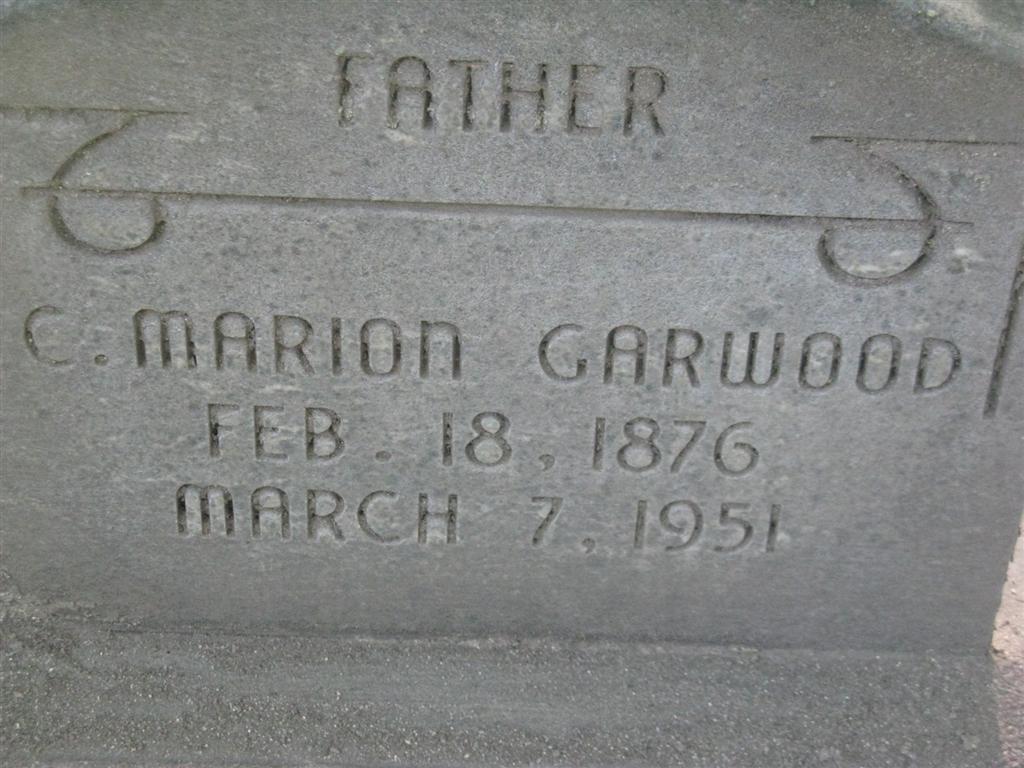 FATHER
C. MARION GARWOOD
FEB. 18, 1876
MARCH 7, 1951